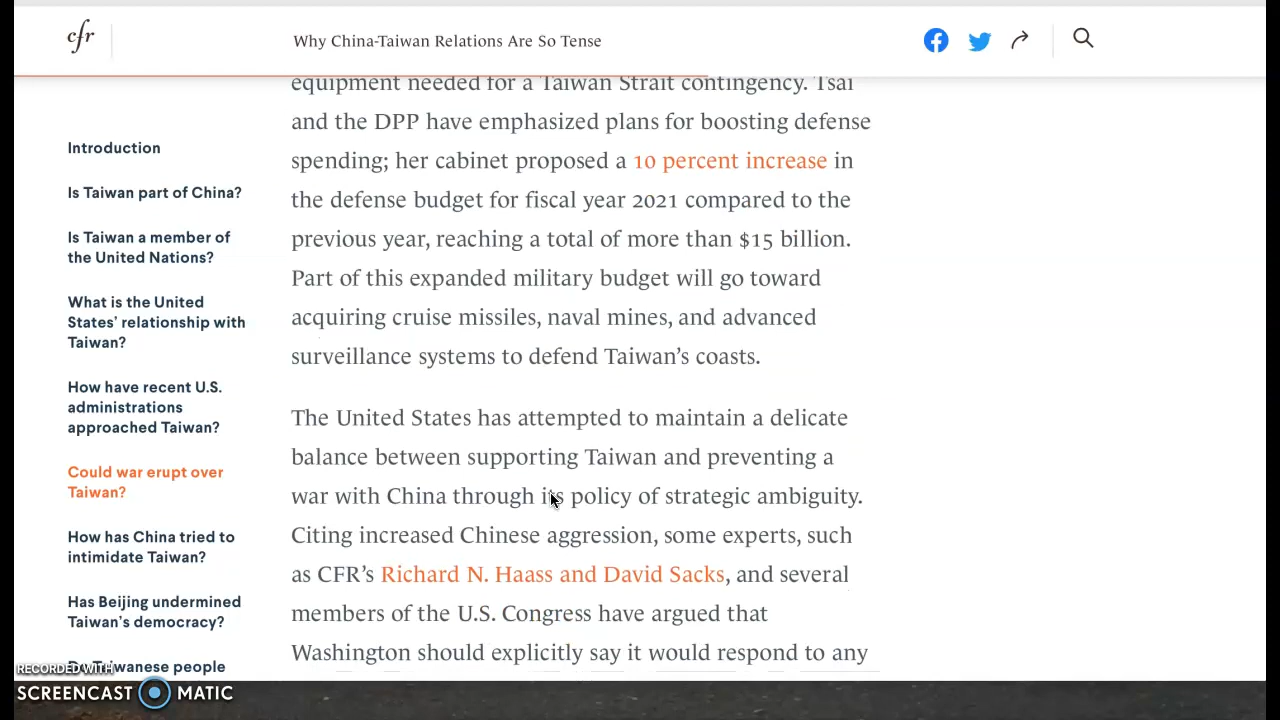 cfr
Why China-Taiwan Relations Are So Tense
equipment needed for a Taiwan Strait contingency. Tsai
and the DPP have emphasized plans for boosting defense
spending; her cabinet proposed a 10 percent increase in
the defense budget for fiscal year 2021 compared to the
previous year, reaching a total of more than $15 billion.
Part of this expanded military budget will go toward
acquiring cruise missiles, naval mines, and advanced
surveillance systems to defend Taiwan’s coasts.
The United States has attempted to maintain a delicate
balance between supporting Taiwan and preventing a
war with China through its policy of strategic ambiguity.
Citing increased Chinese aggression, some experts, such
as CFR’s Richard N. Haass and David Sacks, and several
members of the U.S. Congress have argued that
Washington should explicitly say it would respond to any
Introduction
Is Taiwan part of China?
Is Taiwan a member of
the United Nations?
What is the United
States’ relationship with
Taiwan?
How have recent U.S.
administrations
approached Taiwan?
Could war erupt over
Taiwan?
How has China tried to
intimidate Taiwan?
Has Beijing undermined
Taiwan’s democracy?
Do Taiwanese people
RECORDED WITH
SCREENCAST MATIC